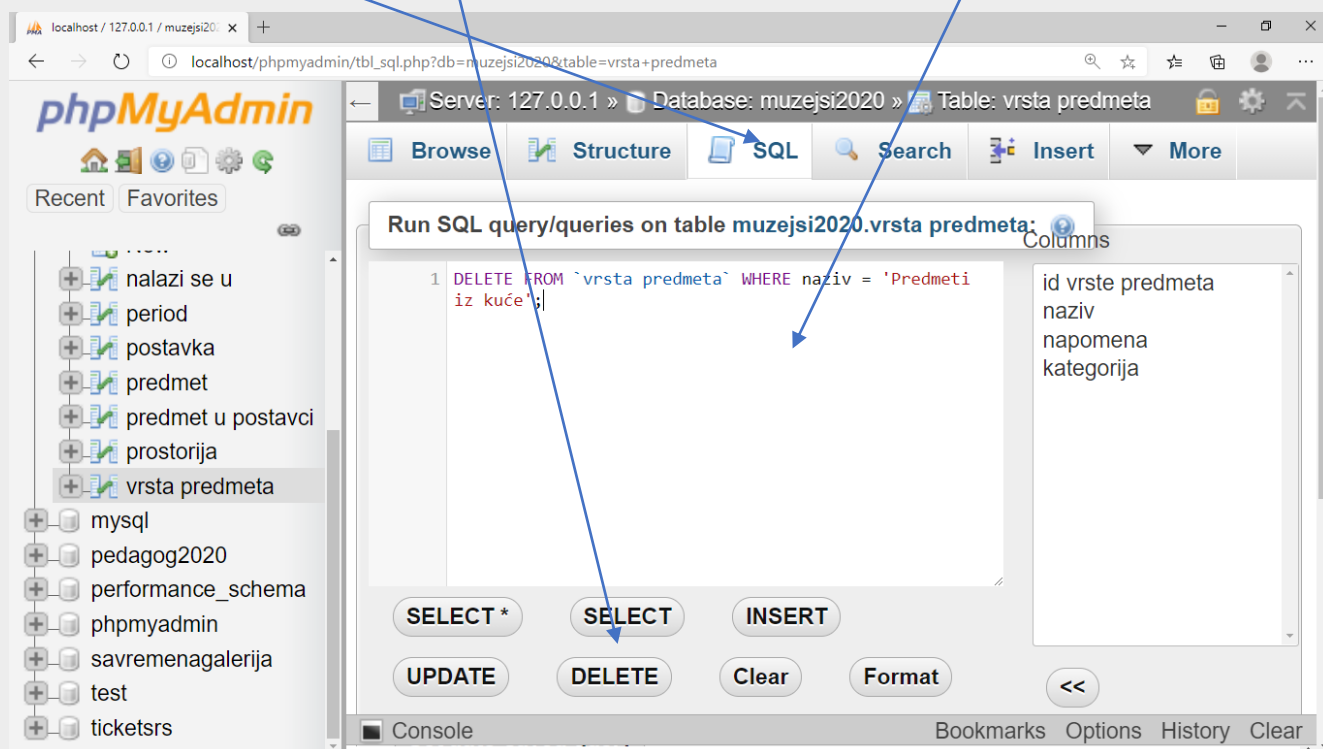 localhost / 127.0.0.1 / muzejsi202
localhost/phpmyadmin/tbl_sql.php?db=muzejsi2020&table=vrsta+predmeta
phpMyAdmin
Recent Favorites
nalazi se u
period
postavka
predmet
predmet u postavci
prostorija
vrsta predmeta
mysql
pedagog2020
performance_schema
phpmyadmin
savremenagalerija
test
ticketsrs
Server: 127.0.0.1 » Database: muzejsi2020 » Table: vrsta predmeta
Browse Structure SQL Search Insert More
Run SQL query/queries on table muzejsi2020.vrsta predmeta:
1 DELETE FROM `vrsta predmeta` WHERE naziv = 'Predmeti
iz kuće';
Columns
id vrste predmeta
naziv
napomena
kategorija
SELECT * SELECT INSERT
UPDATE DELETE Clear Format
<<
Console Bookmarks Options History Clear